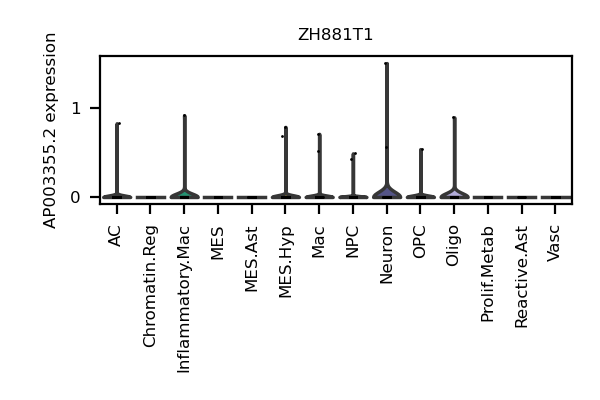 ZH881T1
AP003355.2 expression
1
0
AC
Chromatin.Reg
Inflammatory.Mac
MES
MES.Ast
MES.Hyp
Mac
NPC
Neuron
OPC
Oligo
Prolif.Metab
Reactive.Ast
Vasc